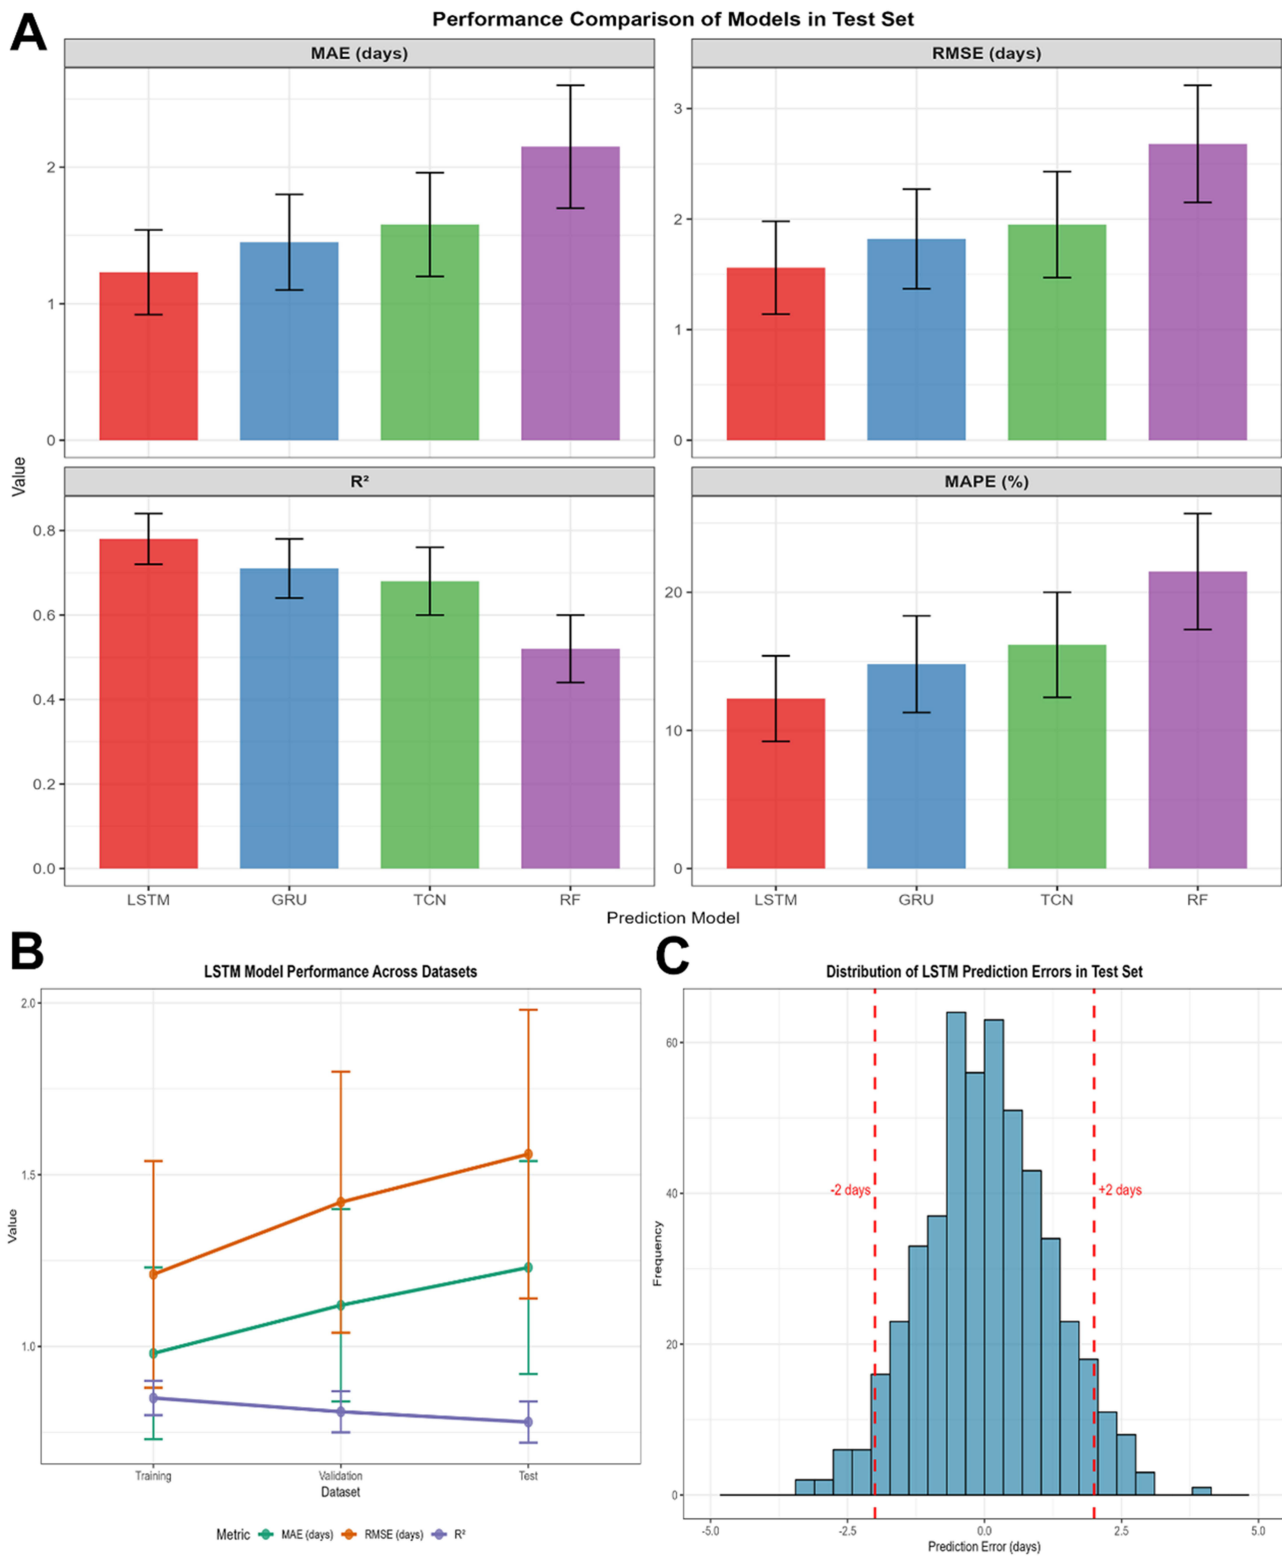 A
Performance Comparison of Models in Test Set
MAE (days)
RMSE (days)
2
1
0
3
2
1
0
Value
R²
MAPE (%)
0.8
0.6
0.4
0.2
0.0
20
10
0
LSTM GRU TCN RF
LSTM GRU TCN RF
Prediction Model
B
LSTM Model Performance Across Datasets
2.0
1.5
1.0
Value
Training Validation Test
Dataset
Metric MAE (days) RMSE (days) R²
C
Distribution of LSTM Prediction Errors in Test Set
60
40
20
0
Frequency
-2 days
+2 days
-5.0 -2.5 0.0 2.5 5.0
Prediction Error (days)